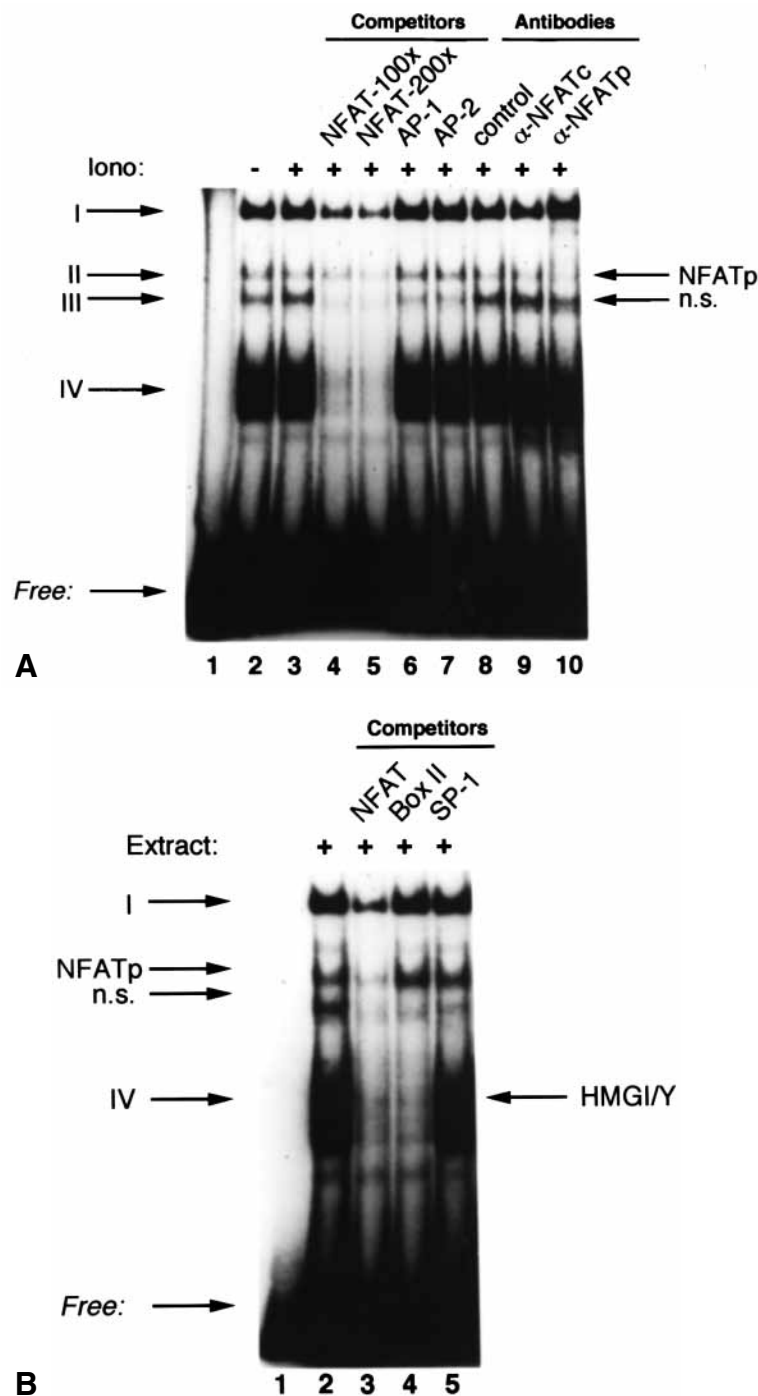 Competitors Antibodies
NFAT-100x NFAT-200x AP-1 AP-2 control α-NFATc α-NFATp
Iono: - + + + + + + + +
I
II NFATp
III n.s.
IV
Free:
A 1 2 3 4 5 6 7 8 9 10
Competitors
NFAT Box II SP-1
Extract: + + + +
I
NFATp
n.s.
IV HMGI/Y
Free:
B 1 2 3 4 5